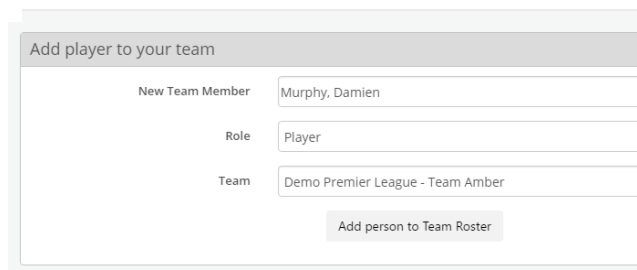 Add player to your team
New Team Member Murphy, Damien
Role Player
Team Demo Premier League - Team Amber
Add person to Team Roster